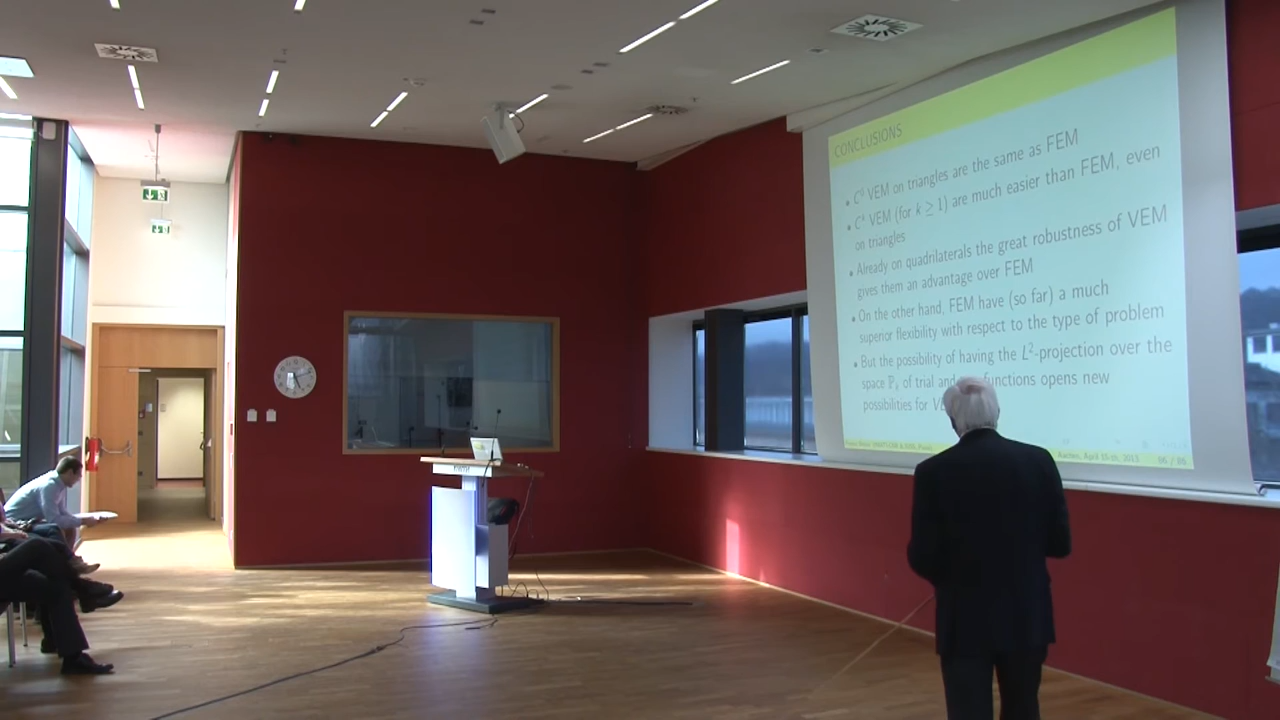 CONCLUSIONS
• C⁰ VEM on triangles are the same as FEM
• Cᵏ VEM (for k ≥ 1) are much easier than FEM, even
on triangles
• Already on quadrilaterals the great robustness of VEM
gives them an advantage over FEM
• On the other hand, FEM have (so far) a much
superior flexibility with respect to the type of problem
• But the possibility of having the L²-projection over the
space ℙ of trial and functions opens new
possibilities for
Aachen, April 2013 /
RWTH